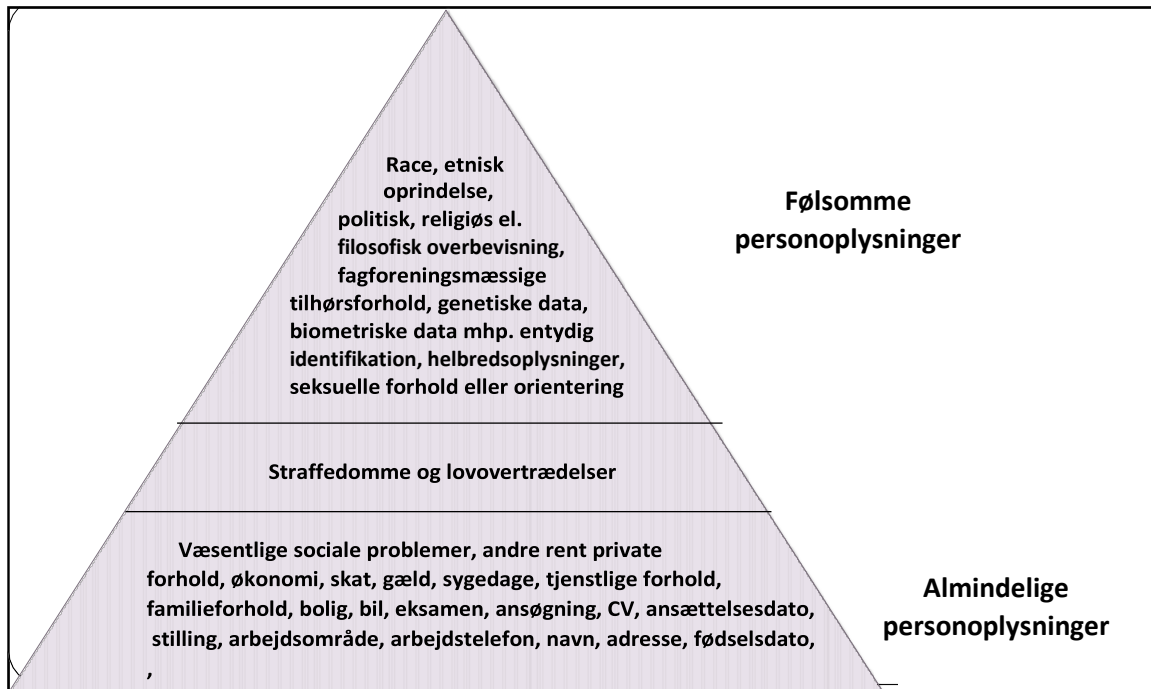 Race, etnisk
oprindelse,
politisk, religiøs el.
filosofisk overbevisning,
fagforeningsmæssige
tilhørsforhold, genetiske data,
biometriske data mhp. entydig
identifikation, helbredsoplysninger,
seksuelle forhold eller orientering
Følsomme
personoplysninger
Straffedomme og lovovertrædelser
Væsentlige sociale problemer, andre rent private
forhold, økonomi, skat, gæld, sygedage, tjenstlige forhold,
familieforhold, bolig, bil, eksamen, ansøgning, CV, ansættelsesdato,
stilling, arbejdsområde, arbejdstelefon, navn, adresse, fødselsdato,
,
Almindelige
personoplysninger